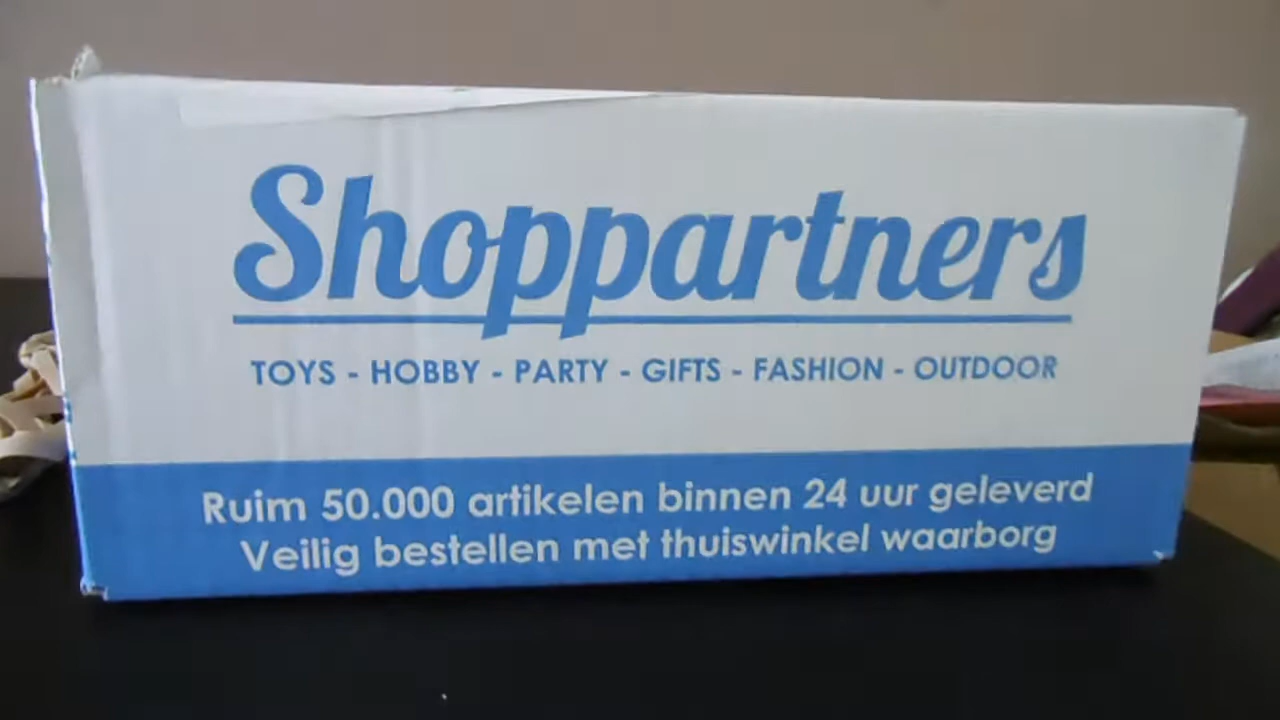 Shoppartners
TOYS - HOBBY - PARTY - GIFTS - FASHION - OUTDOOR
Ruim 50.000 artikelen binnen 24 uur geleverd
Veilig bestellen met thuiswinkel waarborg